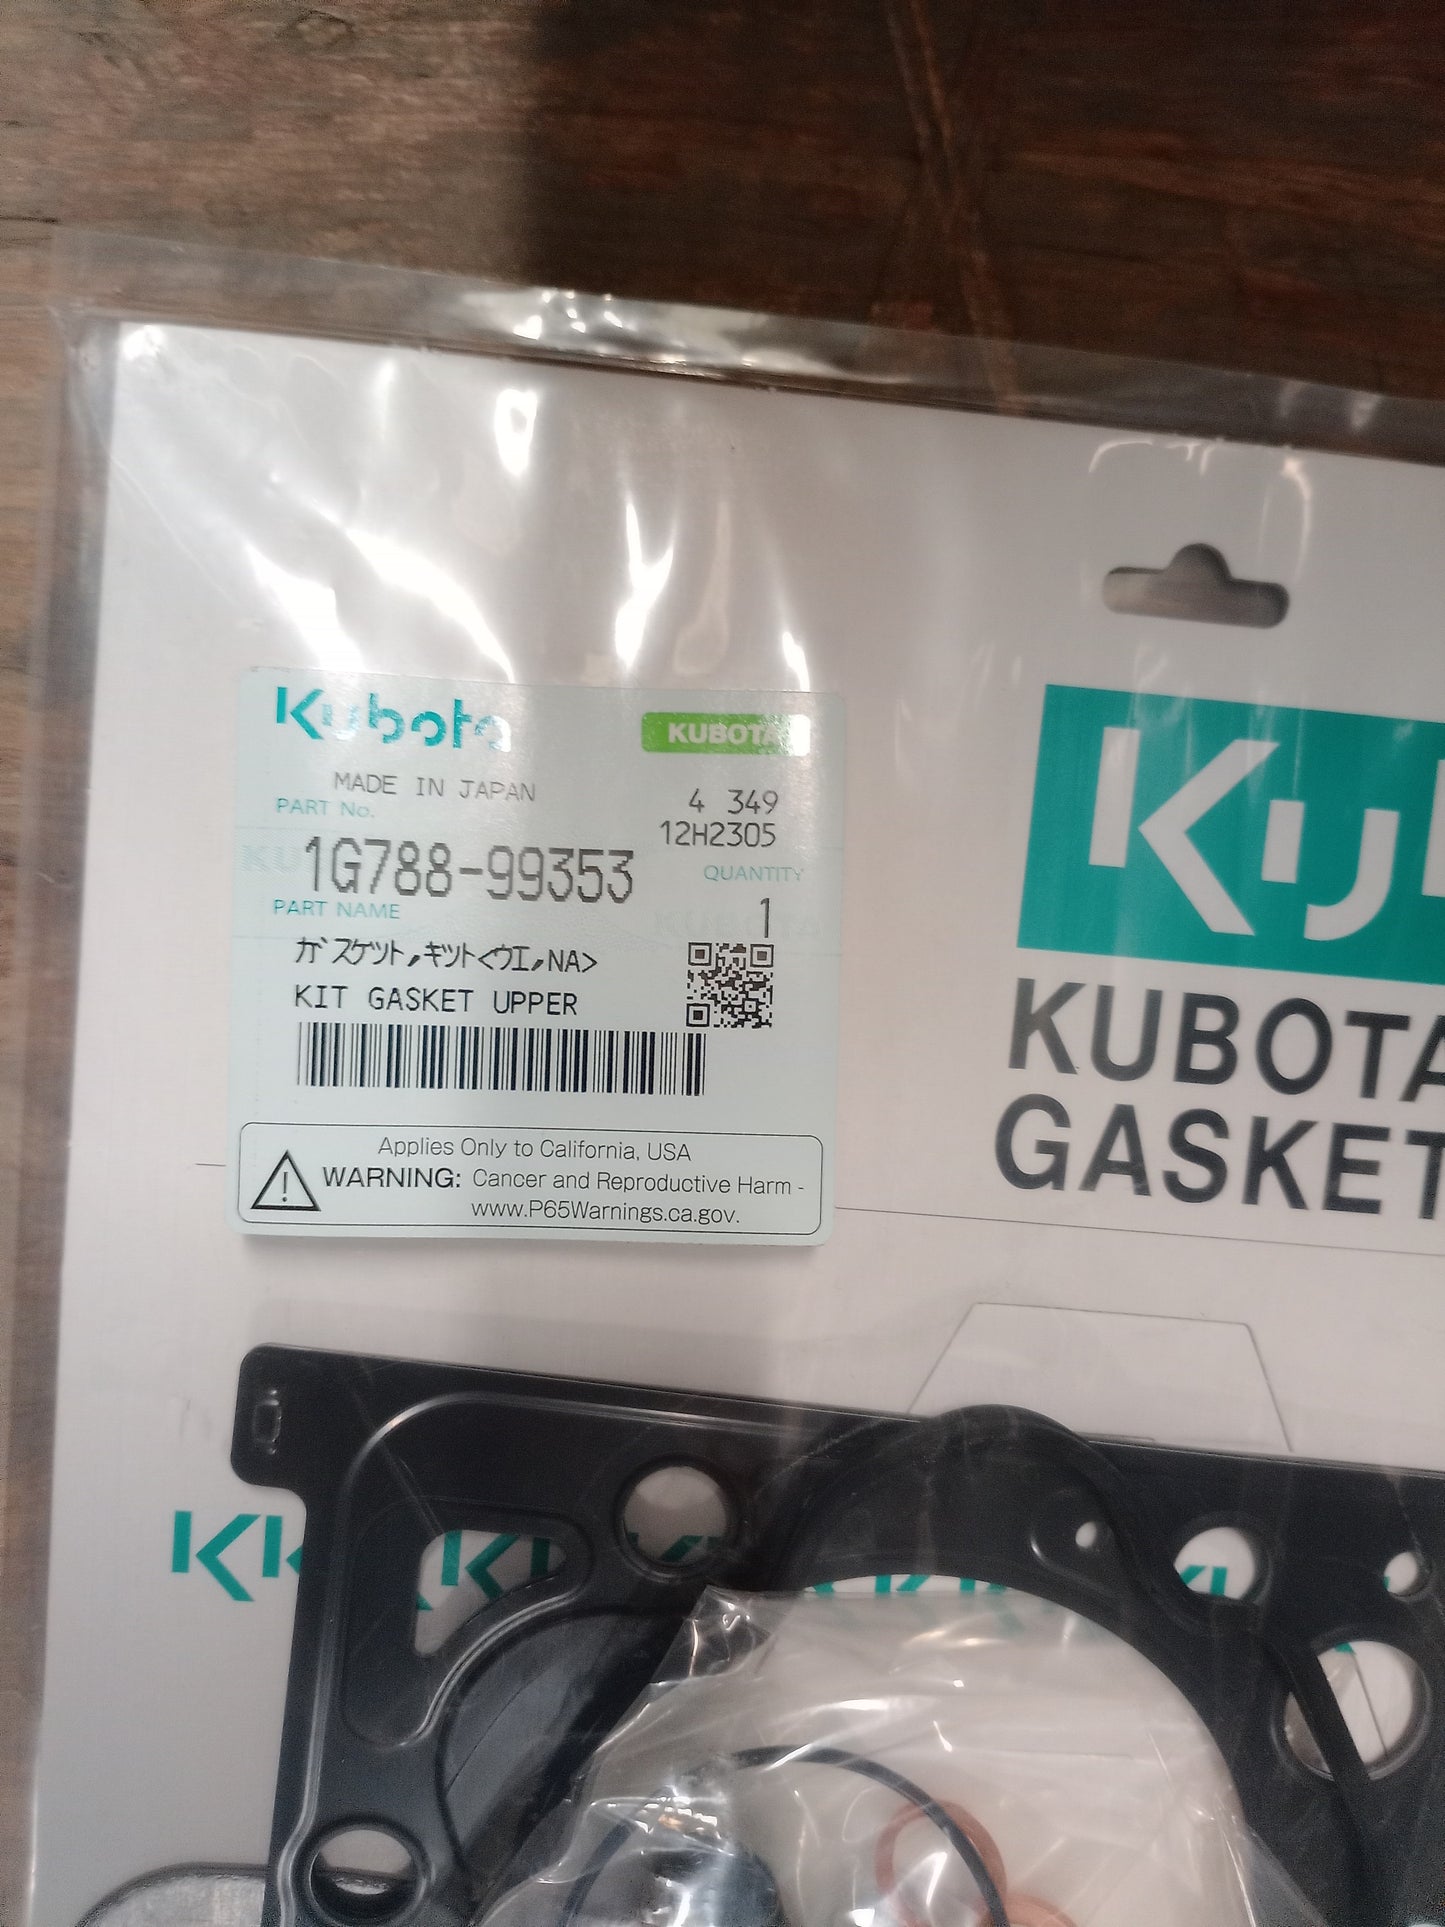 Kubota
KUBOTA
MADE IN JAPAN
PART No.
4 349
12H2305
1G788-99353
QUANTITY
1
PART NAME
ガスケット,キット<ウエ,NA>
KIT GASKET UPPER
Applies Only to California, USA
WARNING: Cancer and Reproductive Harm -
www.P65Warnings.ca.gov.
KUBOTA
GASKET